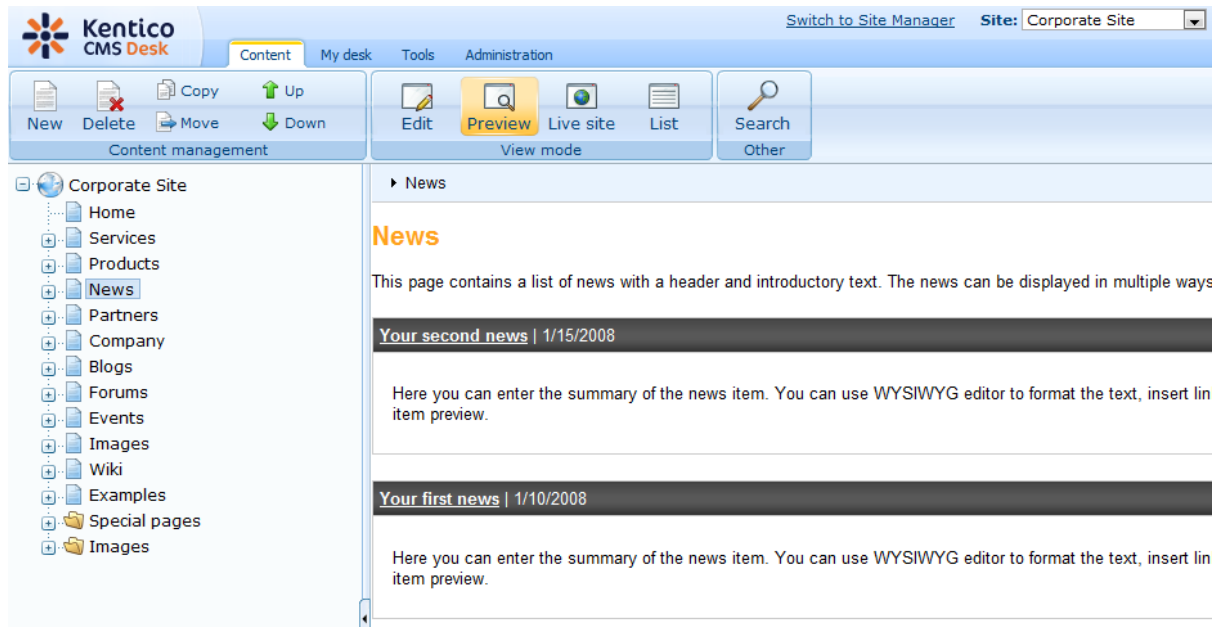 Kentico
CMS Desk
Switch to Site Manager Site: Corporate Site
Content My desk Tools Administration
New Delete Copy Move Up Down
Content management
Edit Preview Live site List
View mode
Search
Other
Corporate Site
Home
Services
Products
News
Partners
Company
Blogs
Forums
Events
Images
Wiki
Examples
Special pages
Images
News
News
This page contains a list of news with a header and introductory text. The news can be displayed in multiple ways
Your second news | 1/15/2008
Here you can enter the summary of the news item. You can use WYSIWYG editor to format the text, insert lin
item preview.
Your first news | 1/10/2008
Here you can enter the summary of the news item. You can use WYSIWYG editor to format the text, insert lin
item preview.